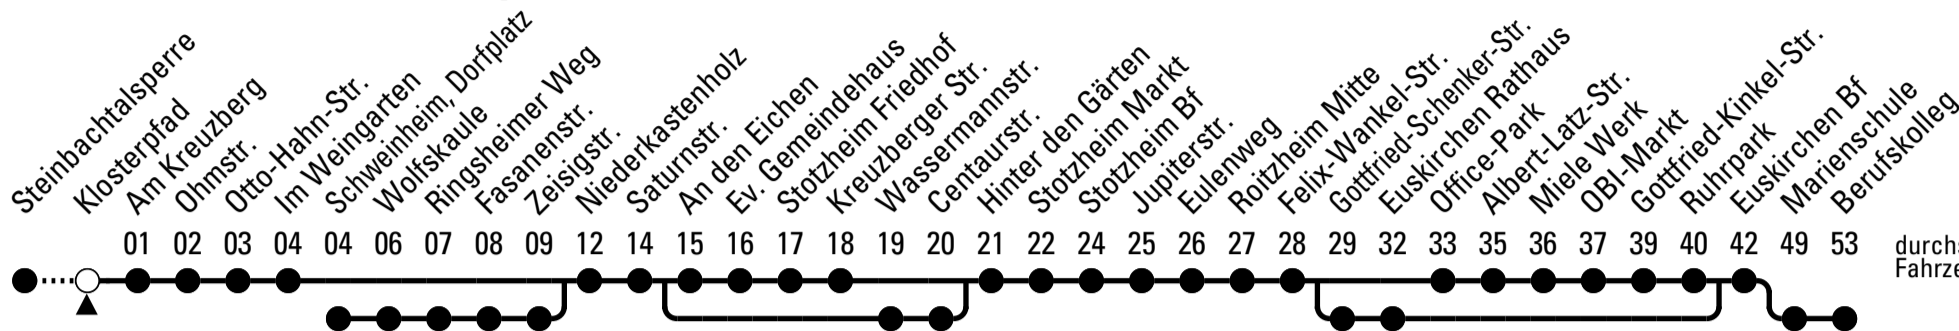 Steinbachtalsperre
Klosterpfad
Am Kreuzberg
Ohmstr.
Otto-Hahn-Str.
Im Weingarten
Schweinheim, Dorfplatz
Wolfskaule
Ringsheimer Weg
Fasanenstr.
Zeisigstr.
Niederkastenholz
Saturnstr.
An den Eichen
Ev. Gemeindehaus
Stotzheim Friedhof
Kreuzberger Str.
Wassermannstr.
Centaurstr.
Hinter den Gärten
Stotzheim Markt
Stotzheim Bf
Jupiterstr.
Eulenweg
Roitzheim Mitte
Felix-Wankel-Str.
Gottfried-Schenker-Str.
Euskirchen Rathaus
Office-Park
Albert-Latz-Str.
Miele Werk
OBI-Markt
Gottfried-Kinkel-Str.
Ruhrpark
Euskirchen Bf
Marienschule
Berufskolleg
01 02 03 04 04 06 07 08 09 12 14 15 16 17 18 19 20 21 22 24 25 26 27 28 29 32 33 35 36 37 39 40 42 49 53